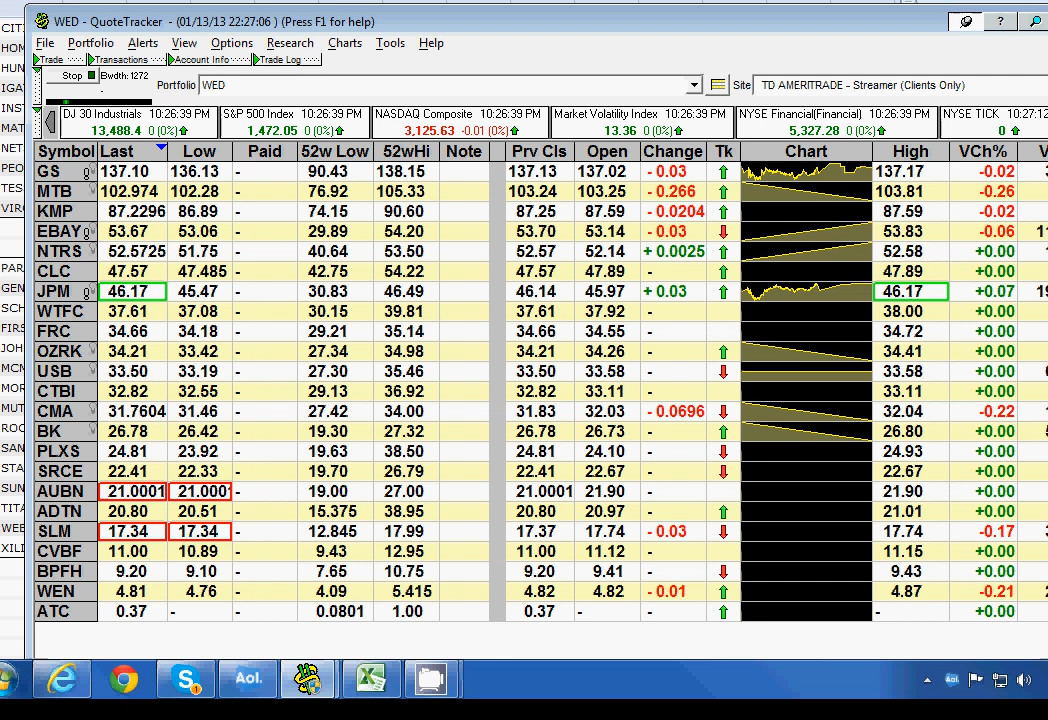 WED - QuoteTracker - (01/13/13 22:27:06 ) (Press F1 for help)
File Portfolio Alerts View Options Research Charts Tools Help
Trade Transactions Account Info Trade Log
Stop Bwdth: 1272
-
Portfolio WED Site TD AMERITRADE - Streamer (Clients Only)
DJ 30 Industrials 10:26:39 PM S&P 500 Index 10:26:39 PM NASDAQ Composite 10:26:39 PM Market Volatility Index 10:26:39 PM NYSE Financial(Financial) 10:26:39 PM NYSE TICK 10:27:12
13,488.4 0 (0%) 1,472.05 0 (0%) 3,125.63 -0.01 (0%) 13.36 0 (0%) 5,327.28 0 (0%) 0
Symbol Last Low Paid 52w Low 52wHi Note Prv Cls Open Change Tk Chart High VCh% V
GS 137.10 136.13 - 90.43 138.15 137.13 137.02 - 0.03 137.17 -0.02
MTB 102.974 102.28 - 76.92 105.33 103.24 103.25 - 0.266 103.81 -0.26
KMP 87.2296 86.89 - 74.15 90.60 87.25 87.59 - 0.0204 87.59 -0.02
EBAY 53.67 53.06 - 29.89 54.20 53.70 53.14 - 0.03 53.83 -0.06
NTRS 52.5725 51.75 - 40.64 53.50 52.57 52.14 + 0.0025 52.58 +0.00
CLC 47.57 47.485 - 42.75 54.22 47.57 47.89 - 47.89 +0.00
JPM 46.17 45.47 - 30.83 46.49 46.14 45.97 + 0.03 46.17 +0.07
WTFC 37.61 37.08 - 30.15 39.81 37.61 37.92 - 38.00 +0.00
FRC 34.66 34.18 - 29.21 35.14 34.66 34.55 - 34.72 +0.00
OZRK 34.21 33.42 - 27.34 34.98 34.21 34.26 - 34.41 +0.00
USB 33.50 33.19 - 27.30 35.46 33.50 33.58 - 33.58 +0.00
CTBI 32.82 32.55 - 29.13 36.92 32.82 33.11 - 33.11 +0.00
CMA 31.7604 31.46 - 27.42 34.00 31.83 32.03 - 0.0696 32.04 -0.22
BK 26.78 26.42 - 19.30 27.32 26.78 26.73 - 26.80 +0.00
PLXS 24.81 23.92 - 19.63 38.50 24.81 24.10 - 24.93 +0.00
SRCE 22.41 22.33 - 19.70 26.79 22.41 22.67 - 22.67 +0.00
AUBN 21.0001 21.000 - 19.00 27.00 21.0001 21.90 - 21.90 +0.00
ADTN 20.80 20.51 - 15.375 38.95 20.80 20.97 - 21.01 +0.00
SLM 17.34 17.34 - 12.845 17.99 17.37 17.74 - 0.03 17.74 -0.17
CVBF 11.00 10.89 - 9.43 12.95 11.00 11.12 - 11.15 +0.00
BPFH 9.20 9.10 - 7.65 10.75 9.20 9.41 - 9.43 +0.00
WEN 4.81 4.76 - 4.09 5.415 4.82 4.82 - 0.01 4.87 -0.21
ATC 0.37 - - 0.0801 1.00 0.37 - - - +0.00
CITI
HOM
HUN
IGA
INS
MAT
NET
PEO
TES
VIR
PAR
GEN
SCH
FIRS
JOH
MCM
MOR
MUT
ROC
SAN
STA
SUN
TITA
WEB
XILI
Aol.
Aol.